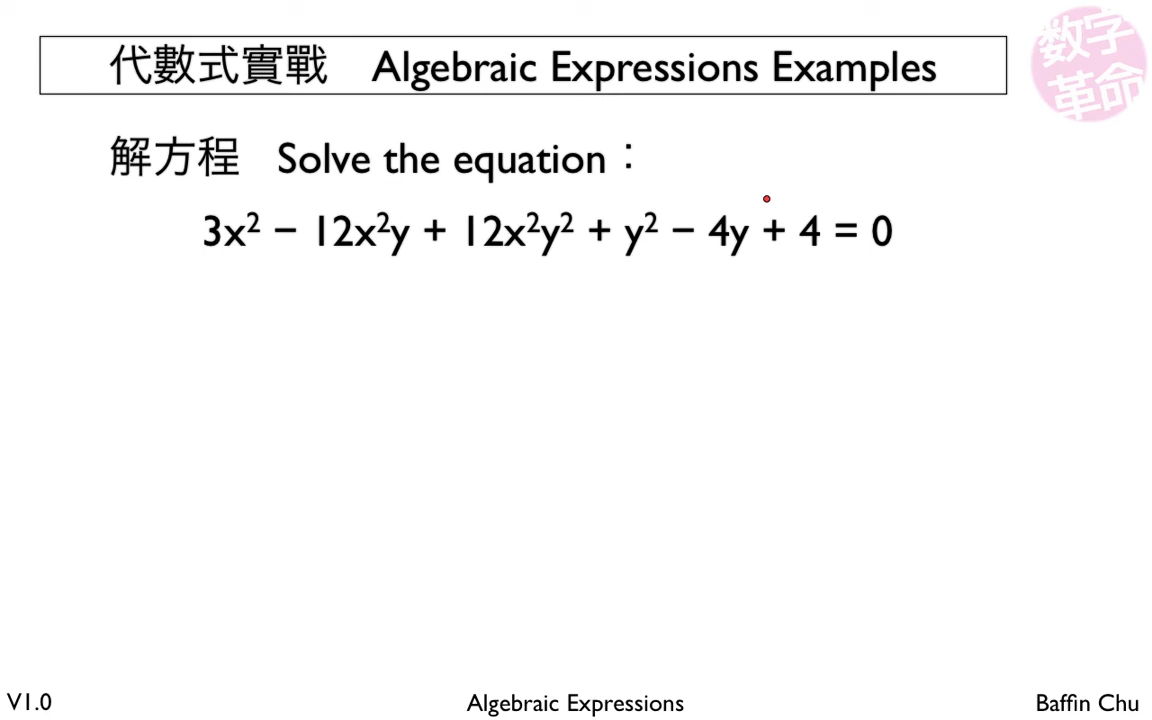 代數式實戰 Algebraic Expressions Examples
数字
革命
解方程 Solve the equation：
3x² − 12x²y + 12x²y² + y² − 4y + 4 = 0
V1.0 Algebraic Expressions Baffin Chu